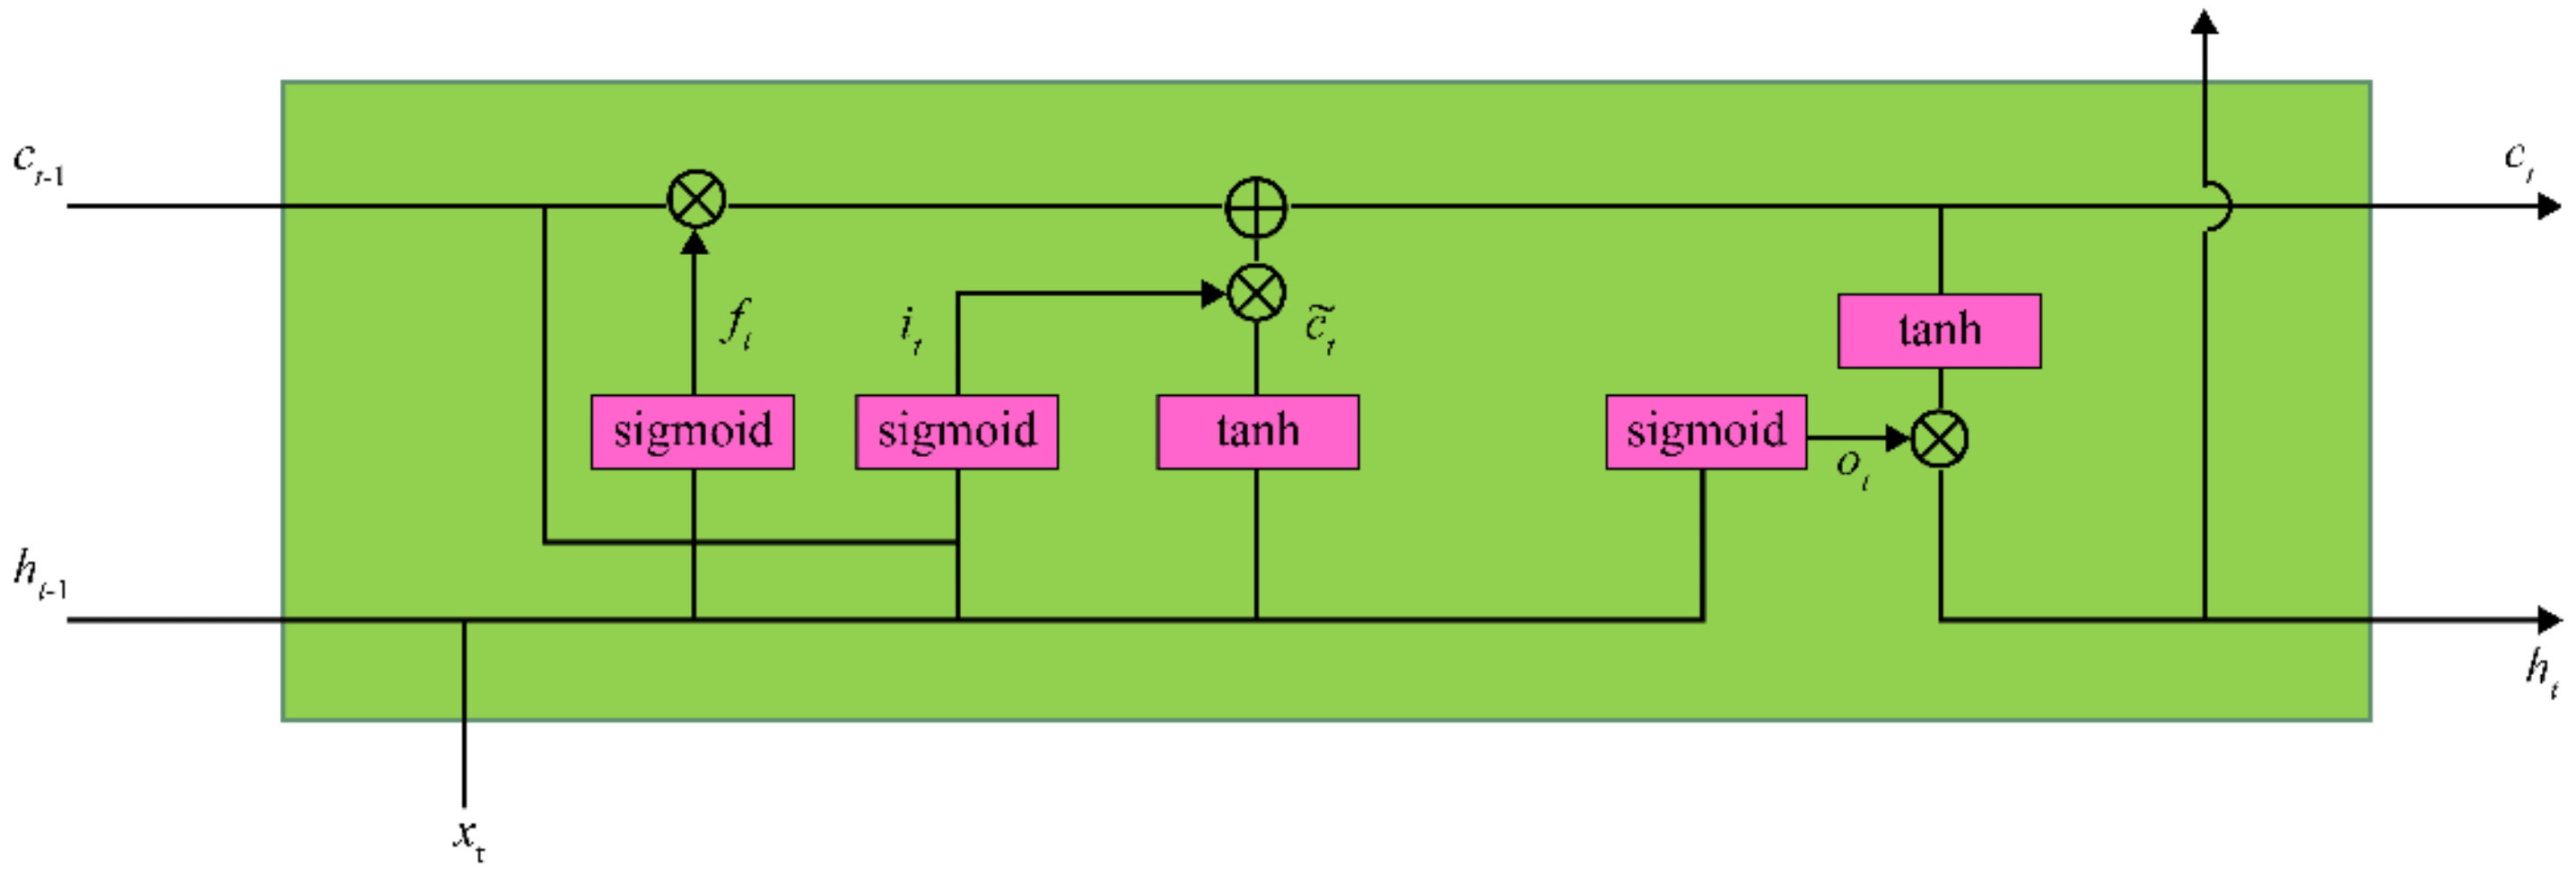 c_{t-1}
c_t
f_t
i_t
c̃_t
tanh
sigmoid
sigmoid
tanh
sigmoid
o_t
h_{t-1}
h_t
x_t